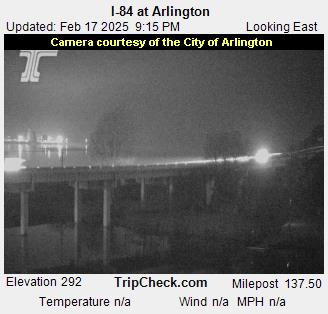 I-84 at Arlington
Updated: Feb 17 2025 9:15 PM Looking East
Camera courtesy of the City of Arlington
Elevation 292 TripCheck.com Milepost 137.50
Temperature n/a Wind n/a MPH n/a